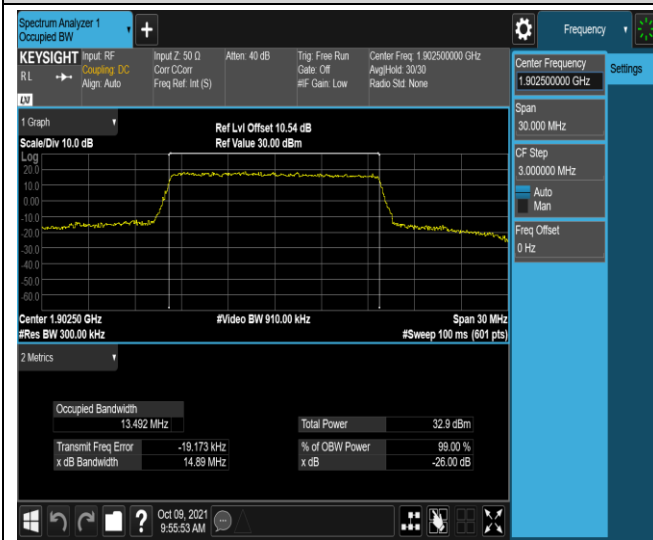 Spectrum Analyzer 1
Occupied BW
+
Frequency
KEYSIGHT
RL
LXI
Input: RF
Coupling: DC
Align: Auto
Input Z: 50 Ω
Corr CCorr
Freq Ref: Int (S)
Atten: 40 dB
Trig: Free Run
Gate: Off
#IF Gain: Low
Center Freq: 1.902500000 GHz
Avg|Hold: 30/30
Radio Std: None
Center Frequency
1.902500000 GHz
Settings
Span
30.000 MHz
CF Step
3.000000 MHz
Auto
Man
Freq Offset
0 Hz
1 Graph
Scale/Div 10.0 dB
Ref Lvl Offset 10.54 dB
Ref Value 30.00 dBm
Log
20.0
10.0
0.00
-10.0
-20.0
-30.0
-40.0
-50.0
-60.0
Center 1.90250 GHz
#Video BW 910.00 kHz
Span 30 MHz
#Res BW 300.00 kHz
#Sweep 100 ms (601 pts)
2 Metrics
Occupied Bandwidth
13.492 MHz
Total Power 32.9 dBm
Transmit Freq Error -19.173 kHz
% of OBW Power 99.00 %
x dB Bandwidth 14.89 MHz
x dB -26.00 dB
?
Oct 09, 2021
9:55:53 AM